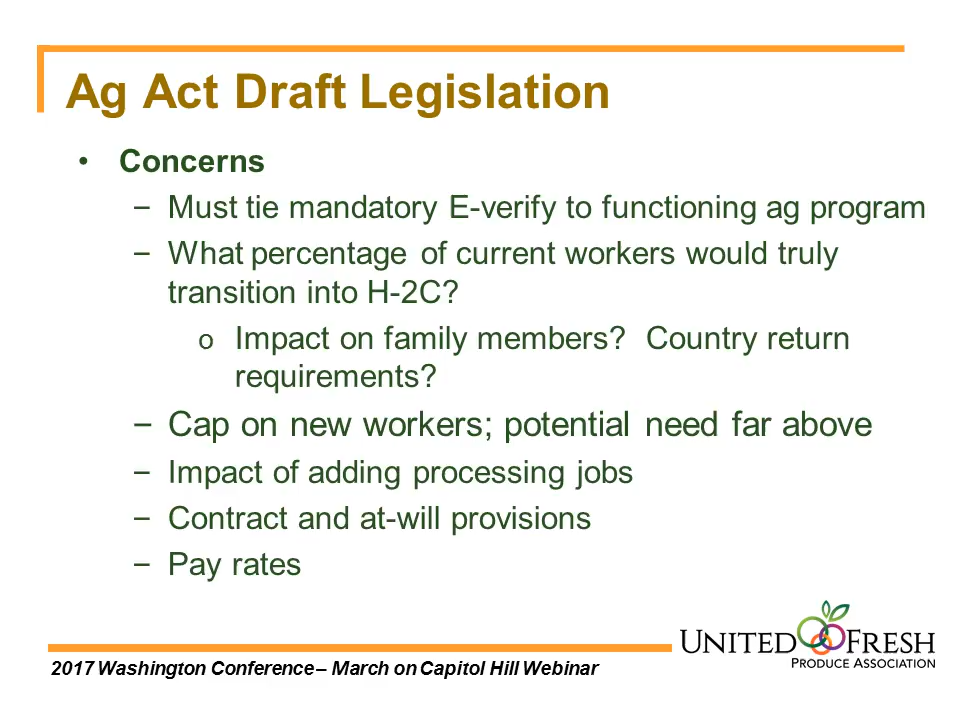 Ag Act Draft Legislation
• Concerns
− Must tie mandatory E-verify to functioning ag program
− What percentage of current workers would truly
transition into H-2C?
o Impact on family members? Country return
requirements?
− Cap on new workers; potential need far above
− Impact of adding processing jobs
− Contract and at-will provisions
− Pay rates
UNITED FRESH
PRODUCE ASSOCIATION
2017 Washington Conference – March on Capitol Hill Webinar